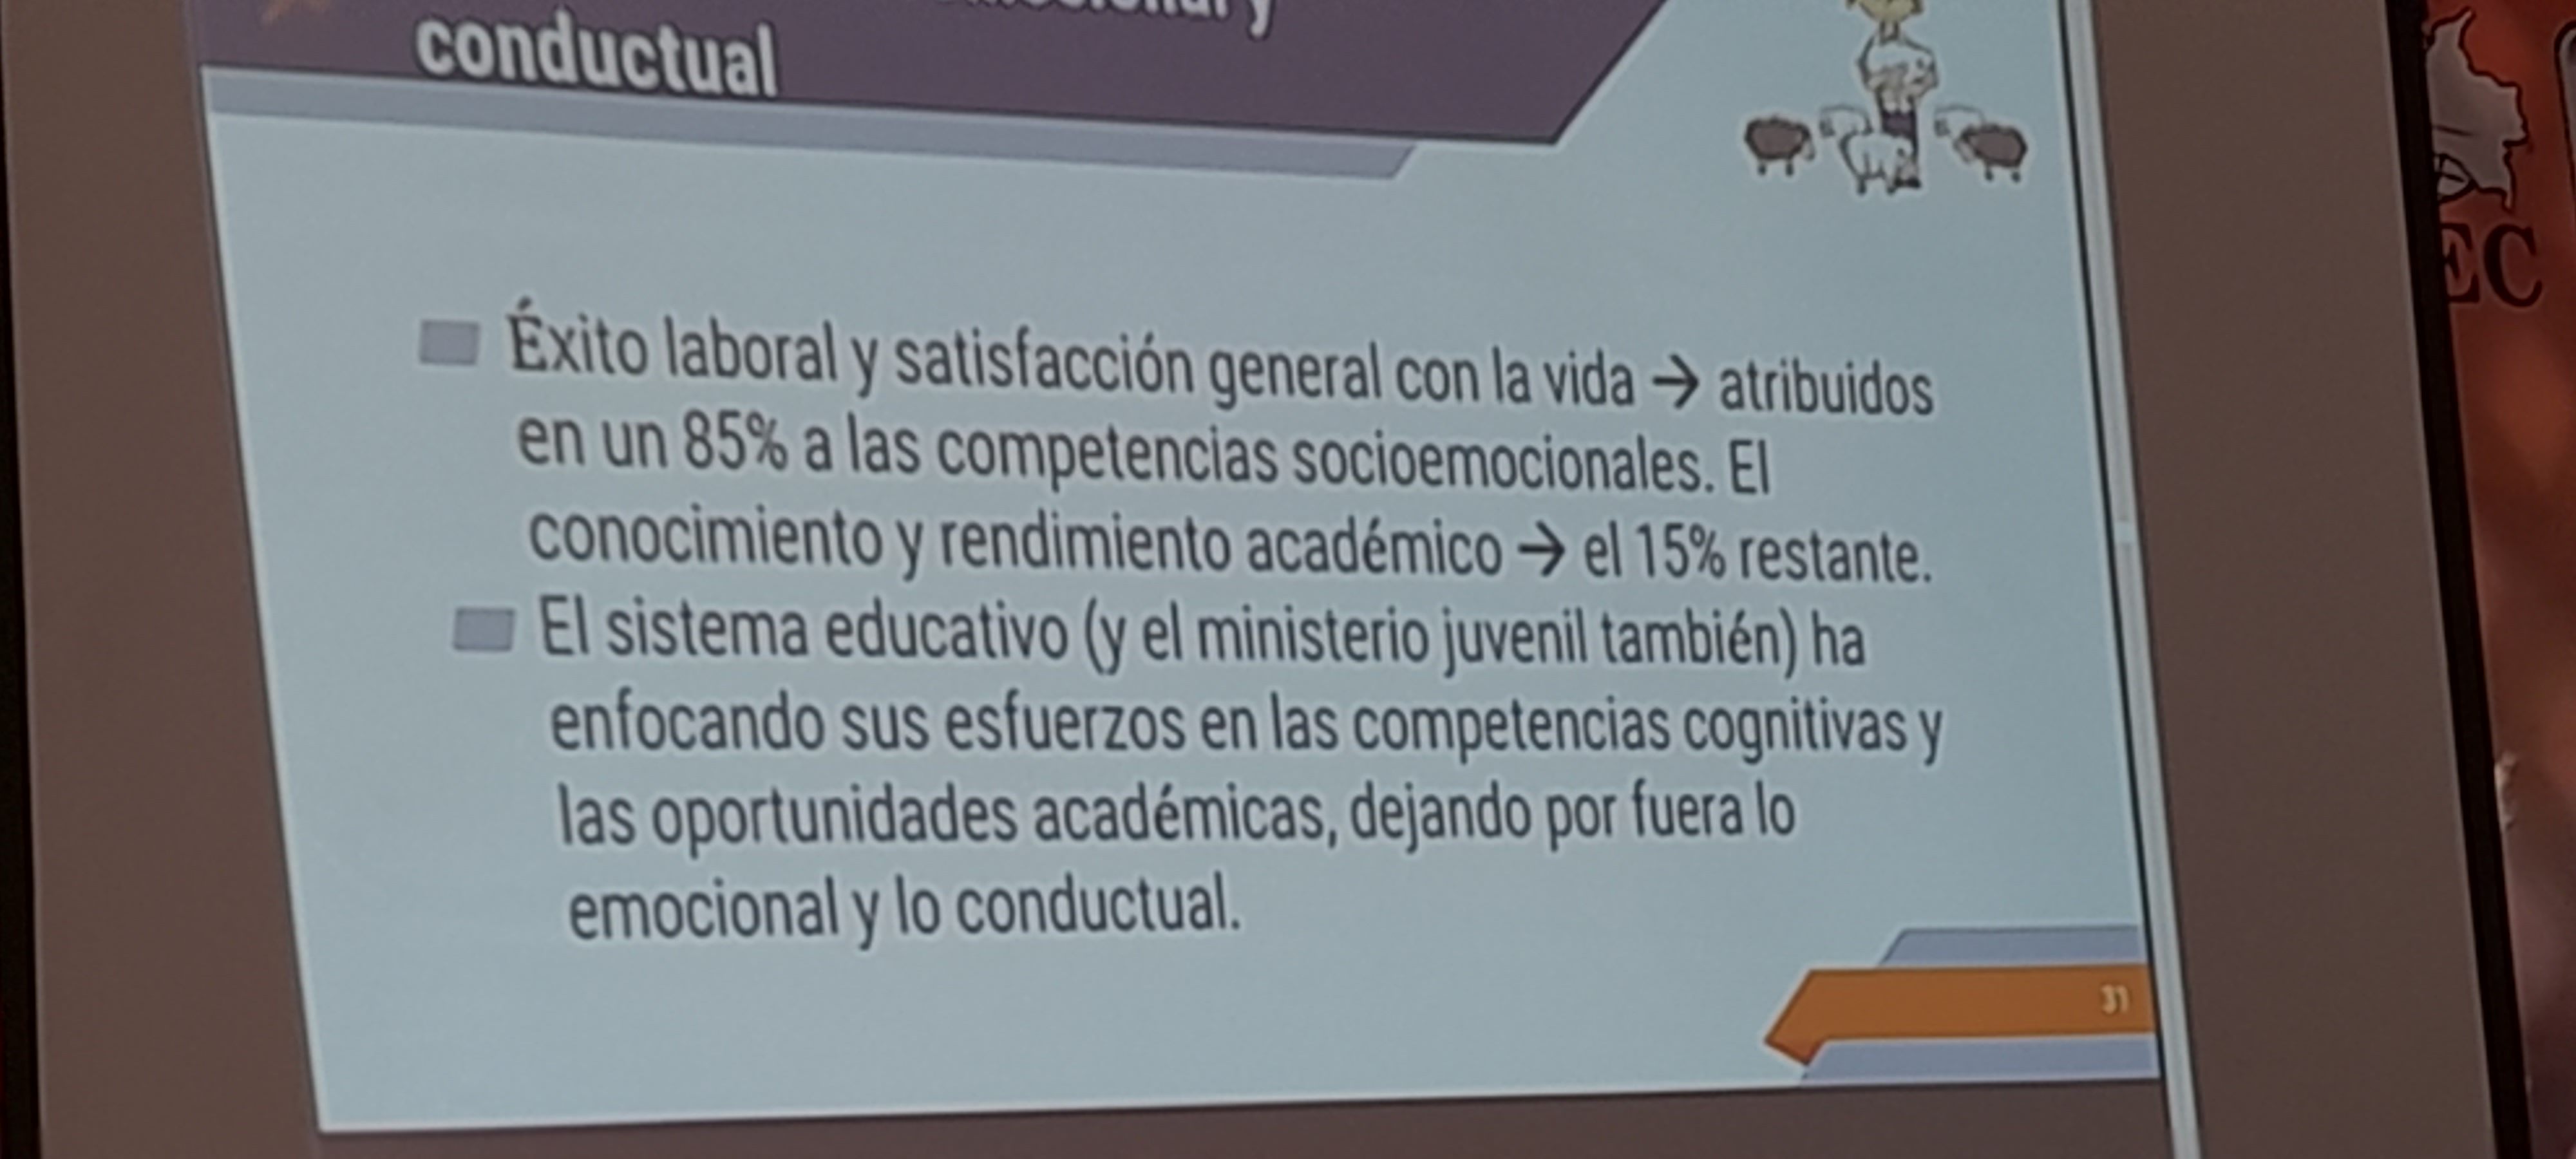 y
conductual
Éxito laboral y satisfacción general con la vida → atribuidos
en un 85% a las competencias socioemocionales. El
conocimiento y rendimiento académico → el 15% restante.
El sistema educativo (y el ministerio juvenil también) ha
enfocando sus esfuerzos en las competencias cognitivas y
las oportunidades académicas, dejando por fuera lo
emocional y lo conductual.
31